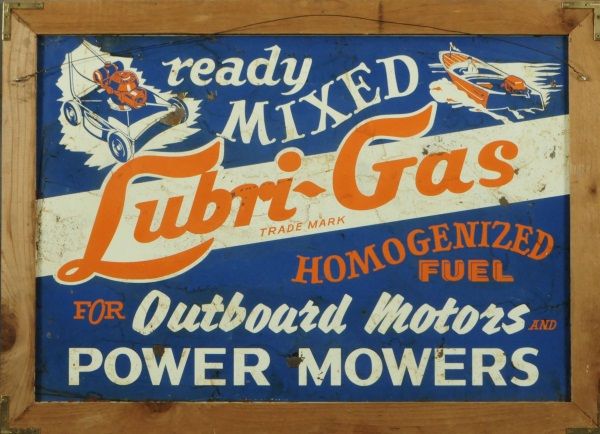 ready
MIXED
Lubri-Gas
TRADE MARK
HOMOGENIZED
FUEL
FOR Outboard Motors AND
POWER MOWERS